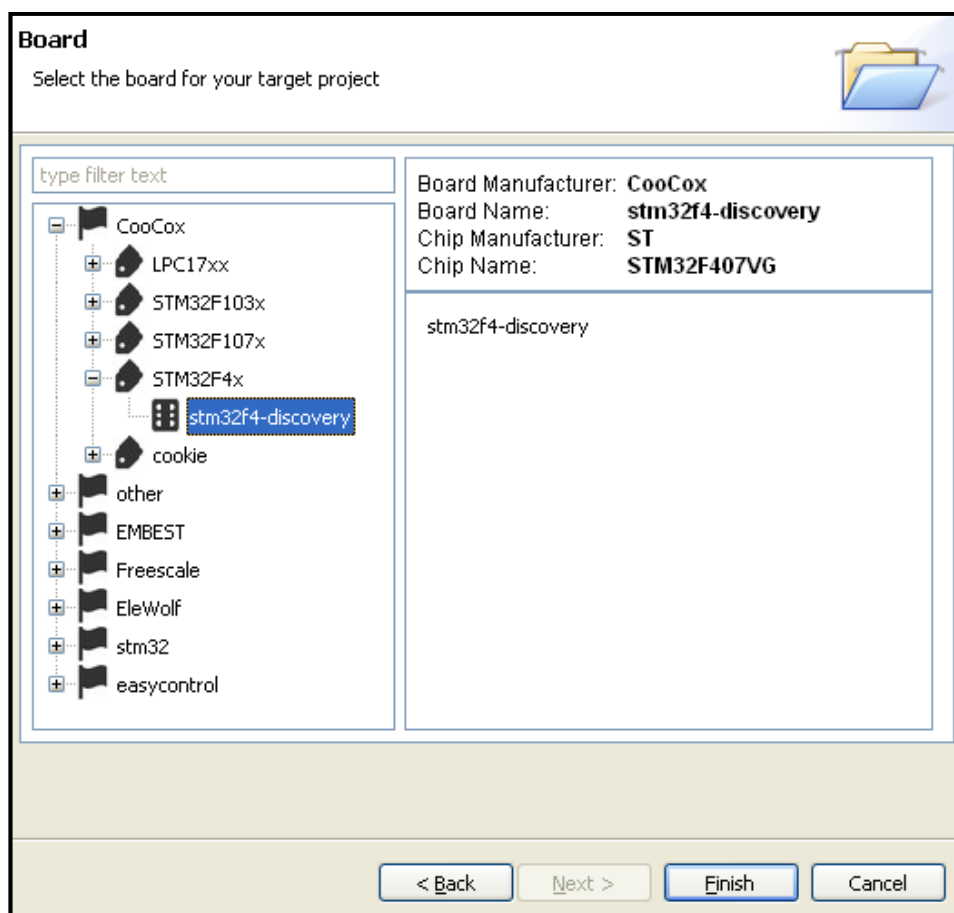 Board
Select the board for your target project
type filter text
CooCox
LPC17xx
STM32F103x
STM32F107x
STM32F4x
stm32f4-discovery
cookie
other
EMBEST
Freescale
EleWolf
stm32
easycontrol
Board Manufacturer: CooCox
Board Name: stm32f4-discovery
Chip Manufacturer: ST
Chip Name: STM32F407VG
stm32f4-discovery
< Back
Next >
Finish
Cancel